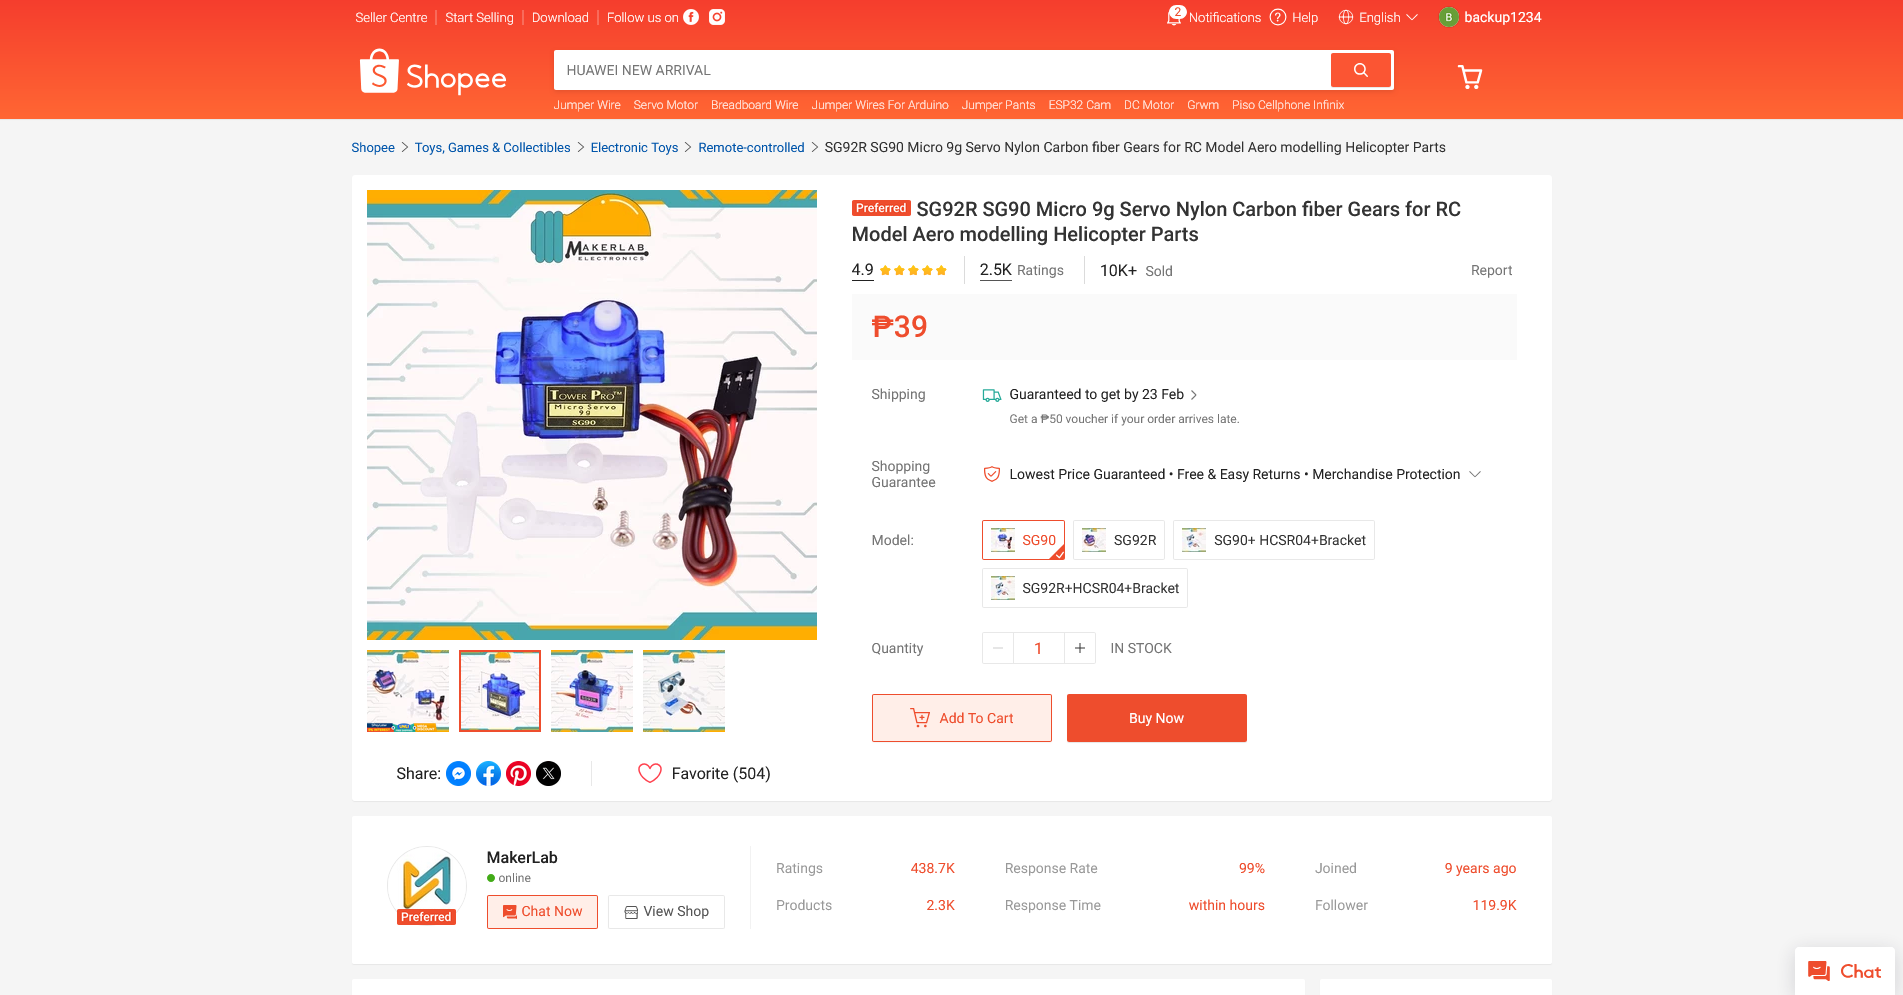 Seller Centre
Start Selling
Download
Follow us on
2
Notifications
Help
English
B
backup1234
Shopee
HUAWEI NEW ARRIVAL
Jumper Wire
Servo Motor
Breadboard Wire
Jumper Wires For Arduino
Jumper Pants
ESP32 Cam
DC Motor
Grwm
Piso Cellphone Infinix
Shopee > Toys, Games & Collectibles > Electronic Toys > Remote-controlled > SG92R SG90 Micro 9g Servo Nylon Carbon fiber Gears for RC Model Aero modelling Helicopter Parts
MAKERLAB
ELECTRONICS
TOWER PRO™
Micro Servo
9g
SG90
Share:
Favorite (504)
Preferred SG92R SG90 Micro 9g Servo Nylon Carbon fiber Gears for RC
Model Aero modelling Helicopter Parts
4.9
2.5K Ratings
10K+ Sold
Report
₱39
Shipping
Guaranteed to get by 23 Feb
Get a ₱50 voucher if your order arrives late.
Shopping
Guarantee
Lowest Price Guaranteed • Free & Easy Returns • Merchandise Protection
Model:
SG90
SG92R
SG90+ HCSR04+Bracket
SG92R+HCSR04+Bracket
Quantity
1
IN STOCK
Add To Cart
Buy Now
Preferred
MakerLab
online
Chat Now
View Shop
Ratings 438.7K
Response Rate 99%
Joined 9 years ago
Products 2.3K
Response Time within hours
Follower 119.9K
Chat